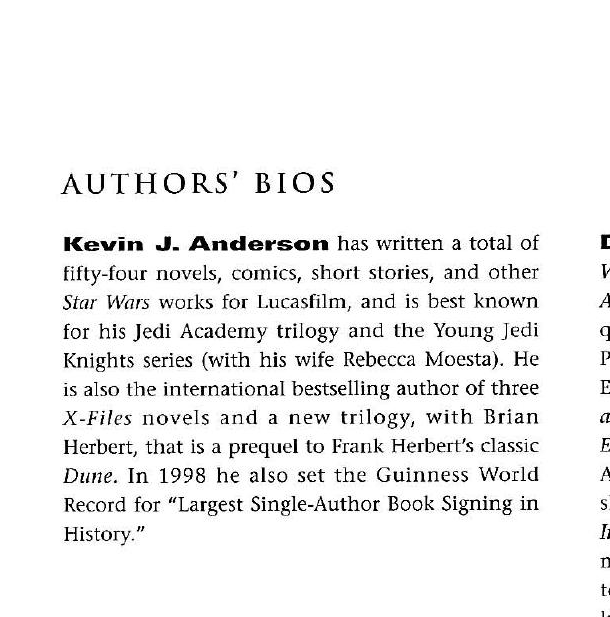 AUTHORS' BIOS
Kevin J. Anderson has written a total of
fifty-four novels, comics, short stories, and other
Star Wars works for Lucasfilm, and is best known
for his Jedi Academy trilogy and the Young Jedi
Knights series (with his wife Rebecca Moesta). He
is also the international bestselling author of three
X-Files novels and a new trilogy, with Brian
Herbert, that is a prequel to Frank Herbert's classic
Dune. In 1998 he also set the Guinness World
Record for “Largest Single-Author Book Signing in
History.”